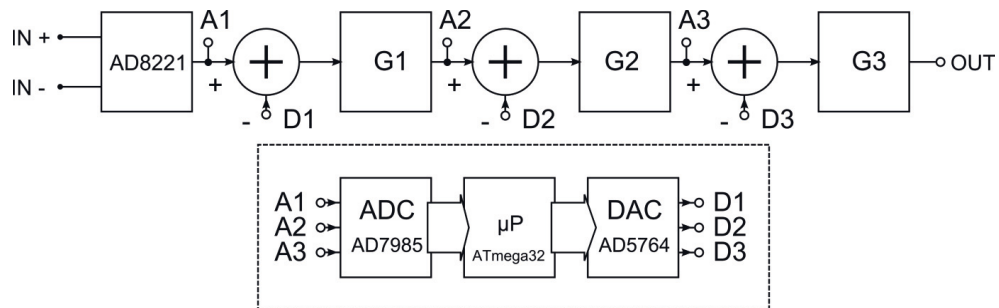 A1
A2
A3
IN +
IN -
AD8221
+
G1
+
G2
+
G3
OUT
+
+
+
- D1
- D2
- D3
A1
A2
A3
ADC
AD7985
µP
ATmega32
DAC
AD5764
D1
D2
D3